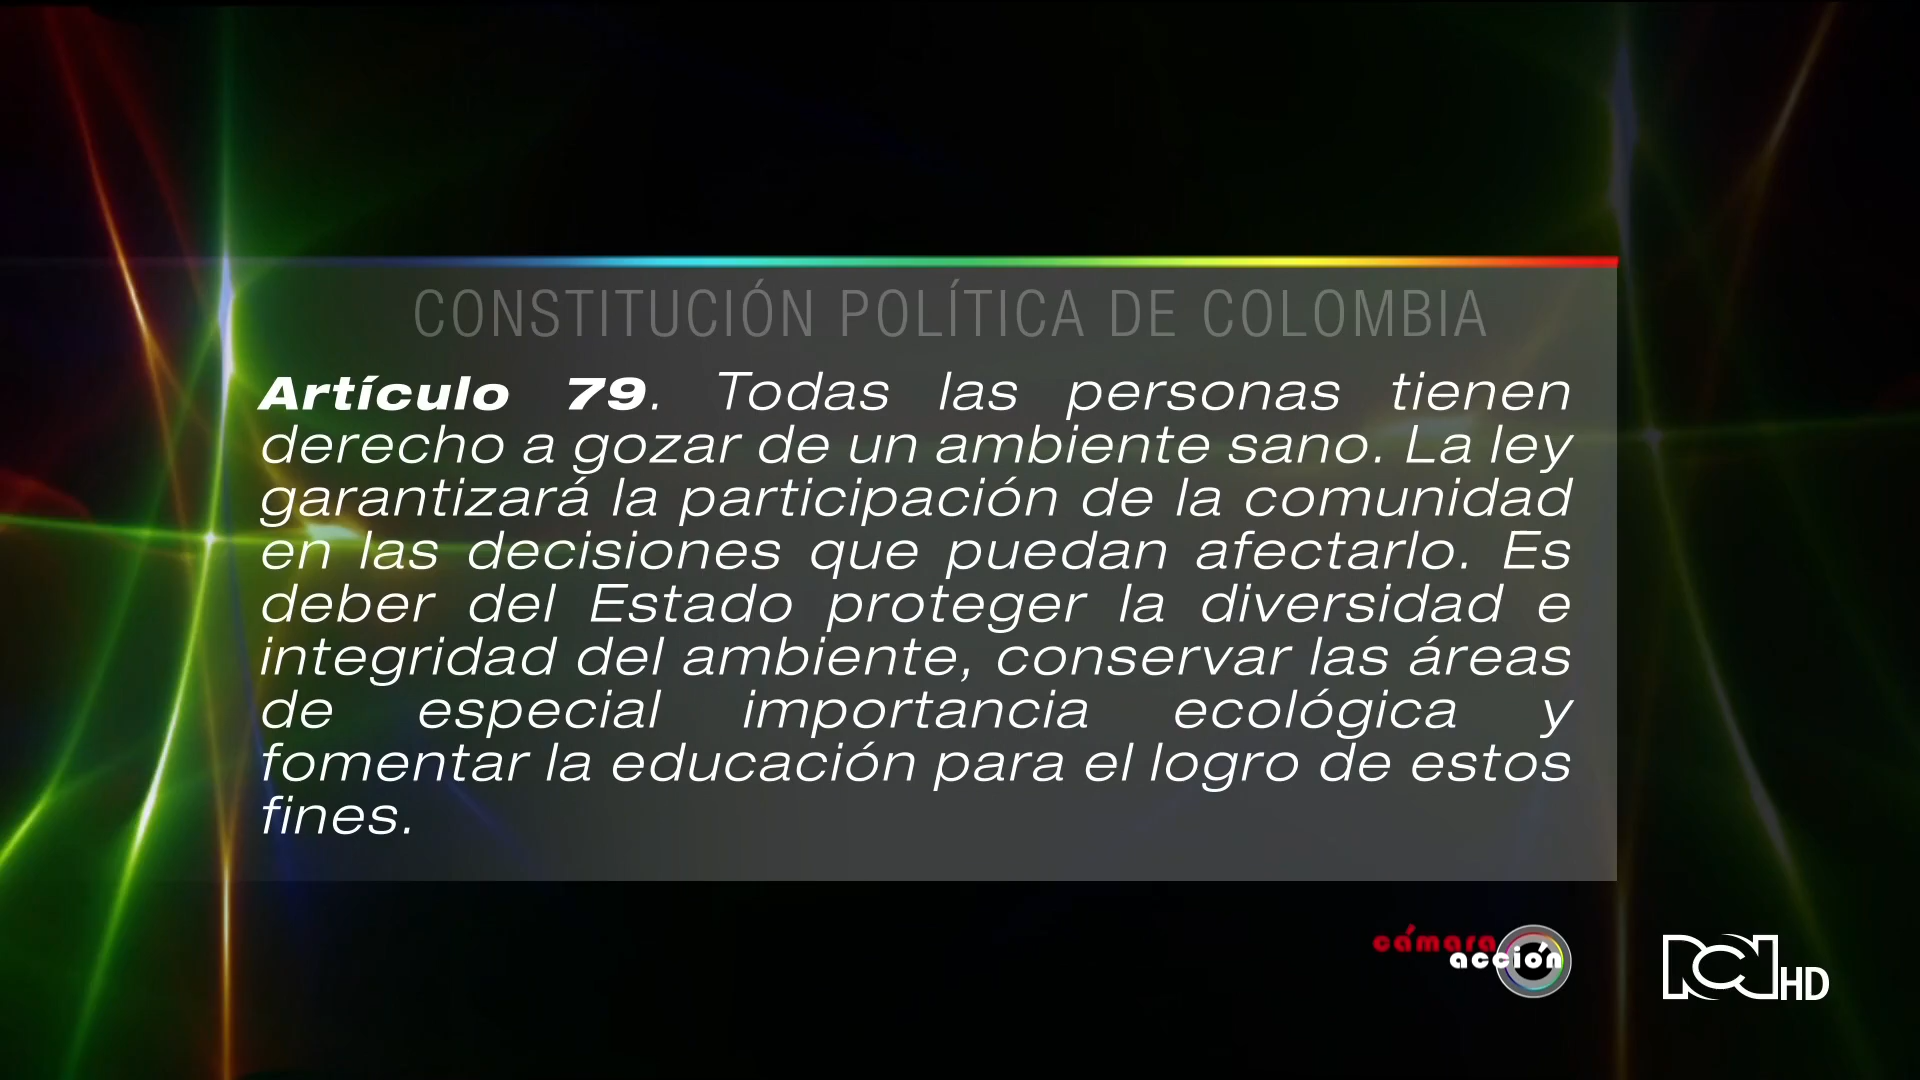 CONSTITUCIÓN POLÍTICA DE COLOMBIA
Artículo 79. Todas las personas tienen
derecho a gozar de un ambiente sano. La ley
garantizará la participación de la comunidad
en las decisiones que puedan afectarlo. Es
deber del Estado proteger la diversidad e
integridad del ambiente, conservar las áreas
de especial importancia ecológica y
fomentar la educación para el logro de estos
fines.
cámara
acción
RCN HD